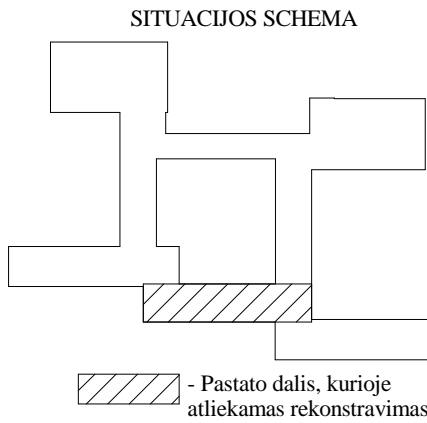 SITUACIJOS SCHEMA
- Pastato dalis, kurioje
atliekamas rekonstravimas